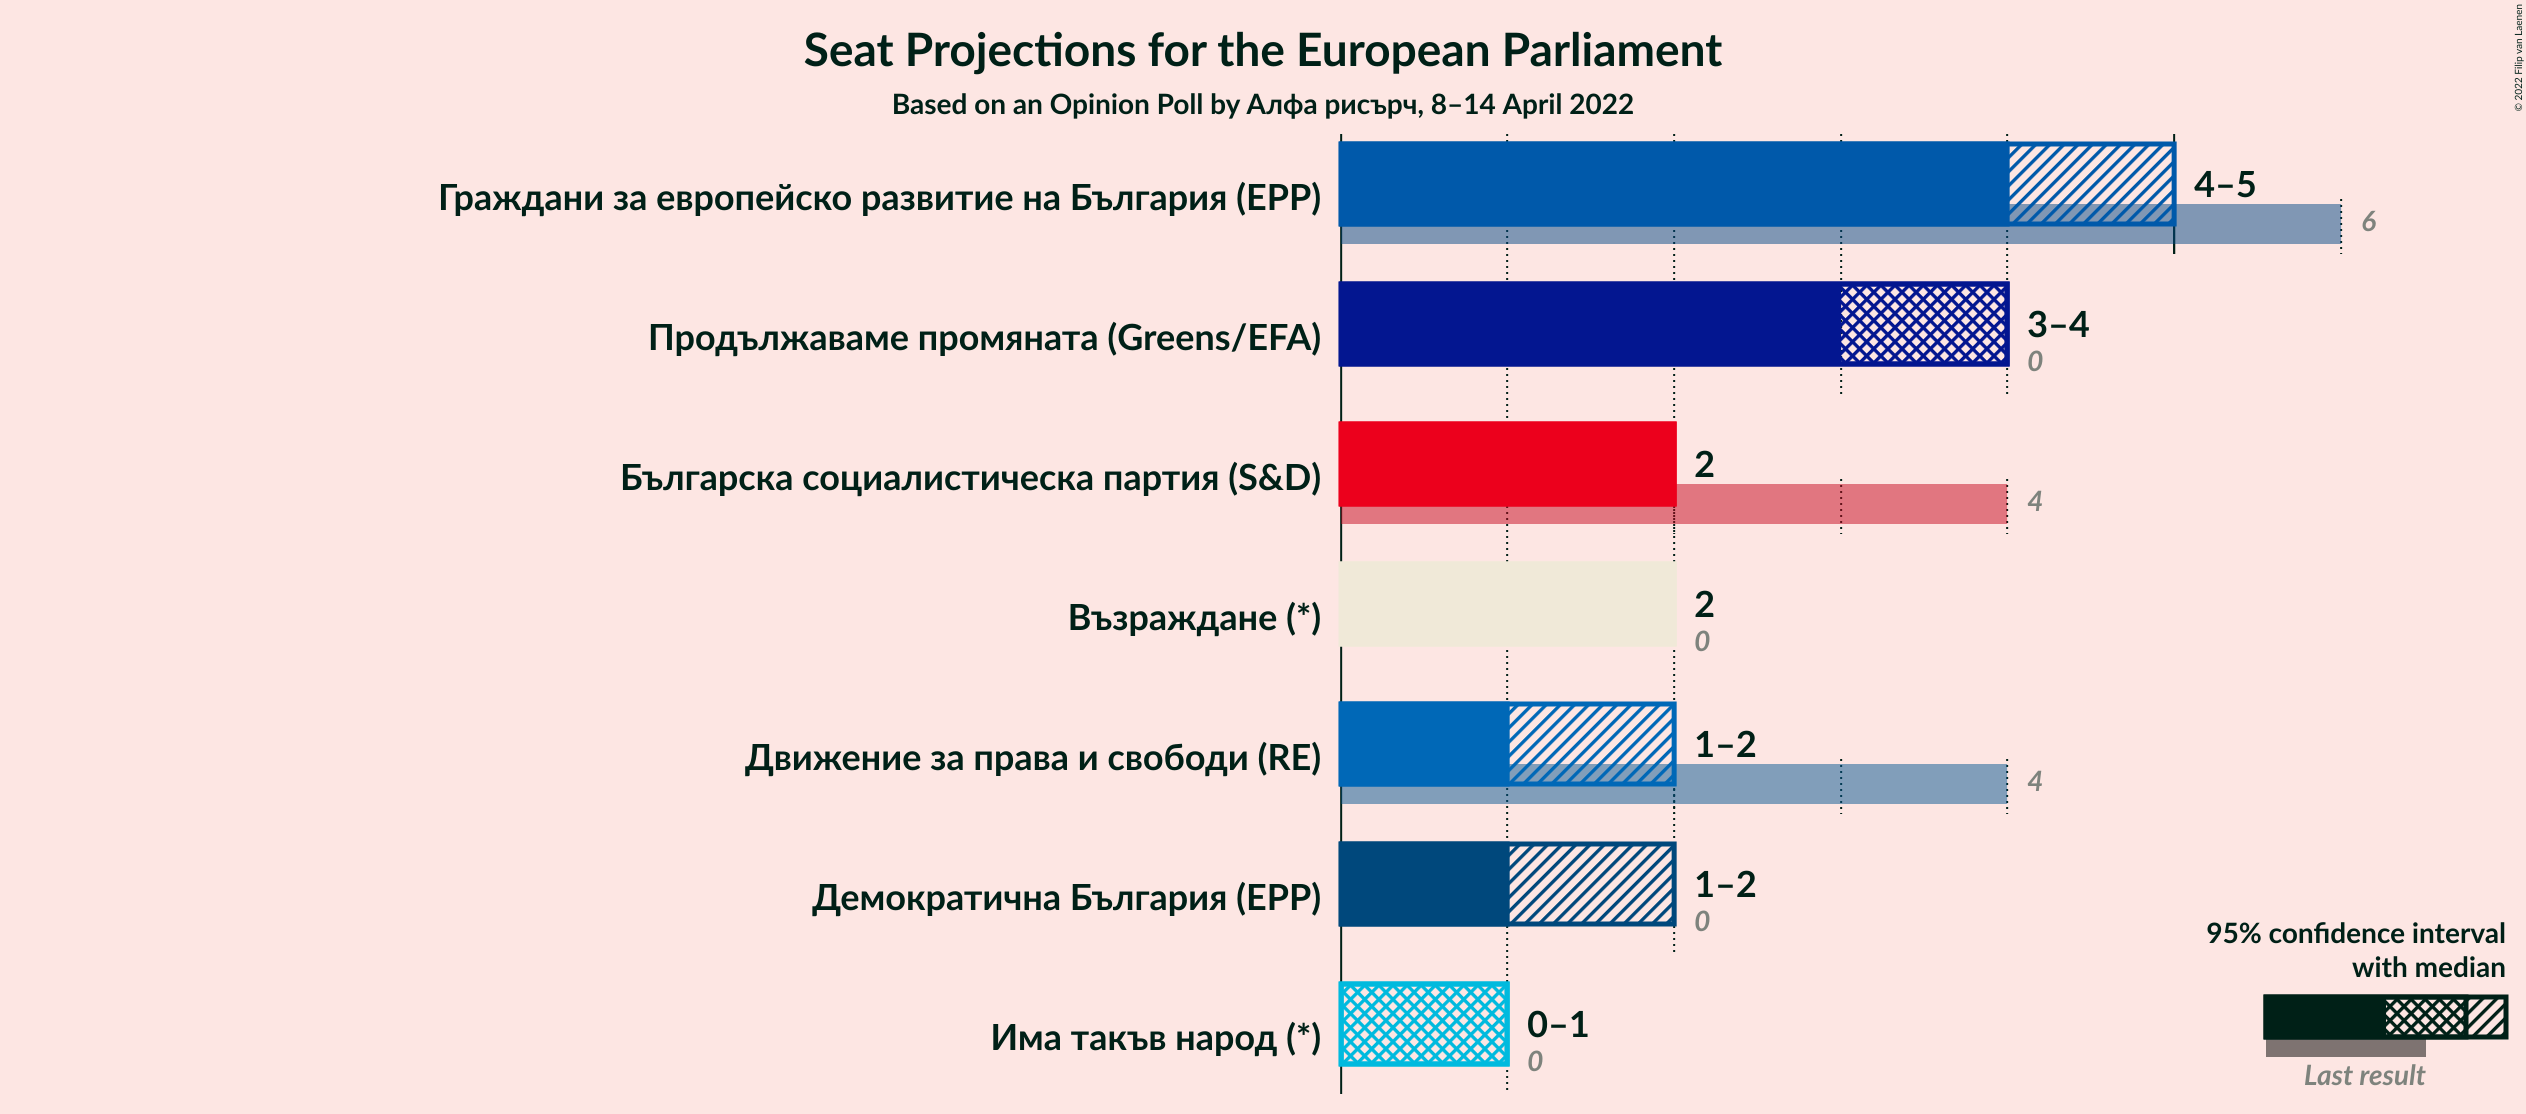 Seat Projections for the European Parliament
Based on an Opinion Poll by Алфа рисърч, 8–14 April 2022
© 2022 Filip van Laenen
Граждани за европейско развитие на България (EPP)
4–5
6
Продължаваме промяната (Greens/EFA)
3–4
0
Българска социалистическа партия (S&D)
2
4
Възраждане (*)
2
0
Движение за права и свободи (RE)
1–2
4
Демократична България (EPP)
1–2
0
Има такъв народ (*)
0–1
0
95% confidence interval
with median
Last result